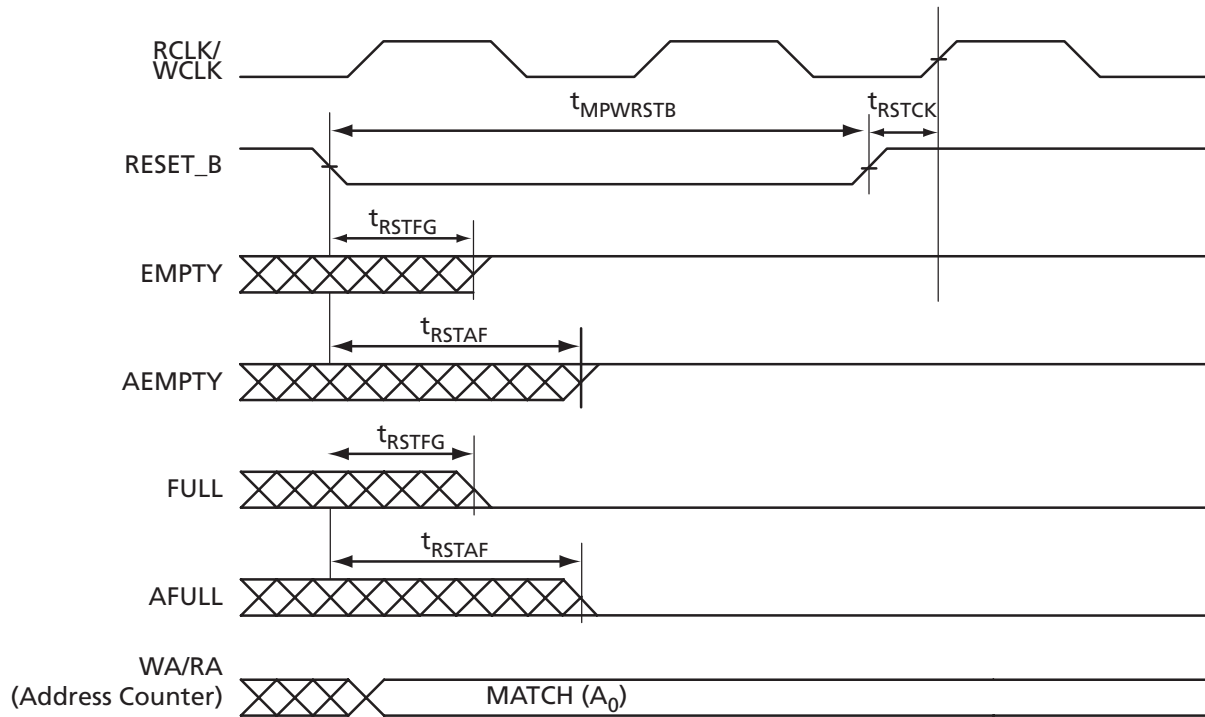 RCLK/
WCLK
tMPWRSTB
tRSTCK
RESET_B
tRSTFG
EMPTY
tRSTAF
AEMPTY
tRSTFG
FULL
tRSTAF
AFULL
WA/RA
(Address Counter)
MATCH (A0)